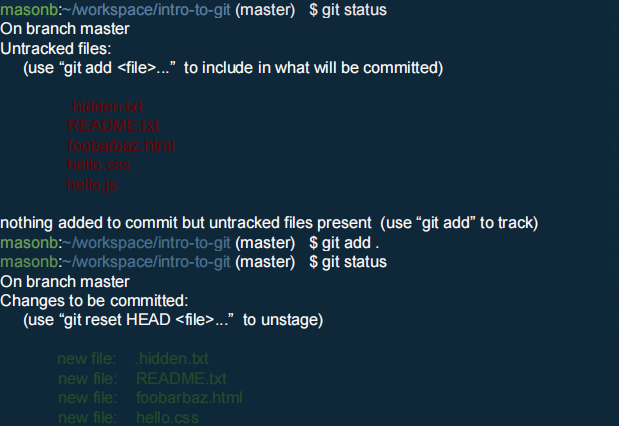 masonb:~/workspace/intro-to-git (master) $ git status
On branch master
Untracked files:
(use “git add <file>...” to include in what will be committed)
.hidden.txt
README.txt
foobarbaz.html
hello.css
hello.js
nothing added to commit but untracked files present (use “git add” to track)
masonb:~/workspace/intro-to-git (master) $ git add .
masonb:~/workspace/intro-to-git (master) $ git status
On branch master
Changes to be committed:
(use “git reset HEAD <file>...” to unstage)
new file: .hidden.txt
new file: README.txt
new file: foobarbaz.html
new file: hello.css